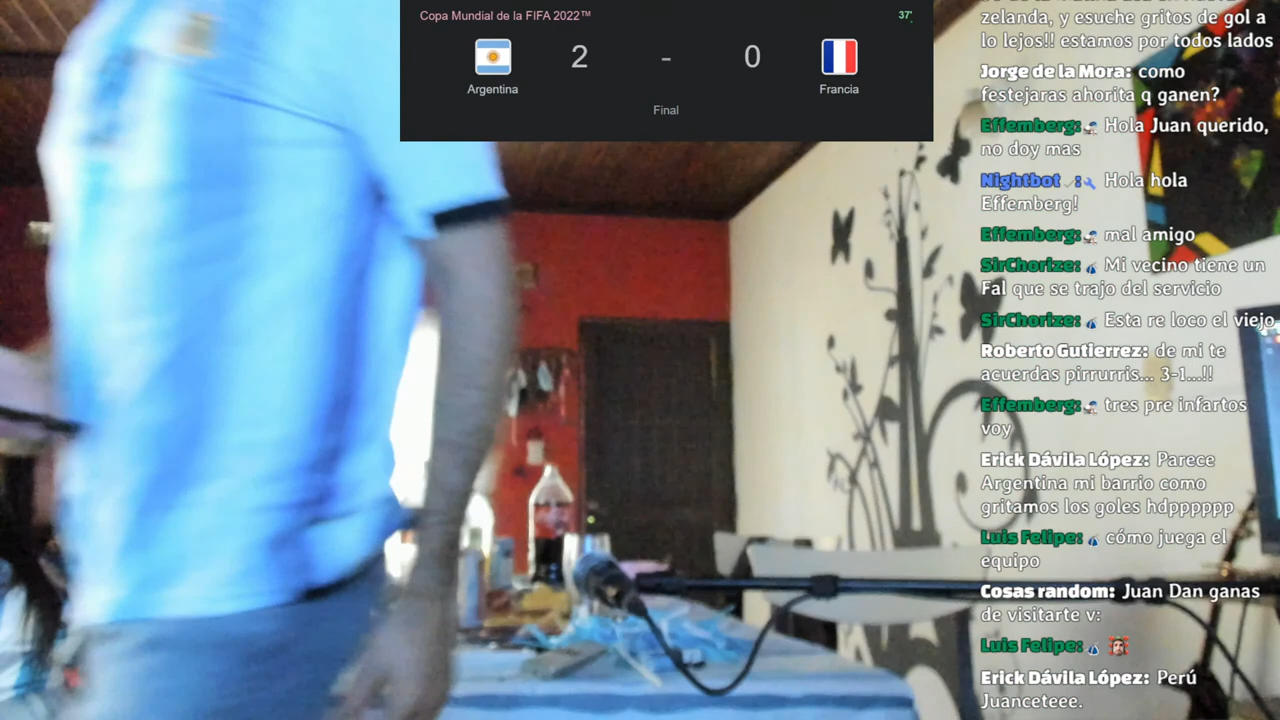 Copa Mundial de la FIFA 2022™
37'
2 - 0
Argentina
Francia
Final
zelanda, y esuche gritos de gol a
lo lejos!! estamos por todos lados
Jorge de la Mora: como
festejaras ahorita q ganen?
Effemberg: Hola Juan querido,
no doy mas
Nightbot : Hola hola
Effemberg!
Effemberg: mal amigo
SirChorize: Mi vecino tiene un
Fal que se trajo del servicio
SirChorize: Esta re loco el viejo
Roberto Gutierrez: de mi te
acuerdas pirrurris... 3-1....!!
Effemberg: tres pre infartos
voy
Erick Dávila López: Parece
Argentina mi barrio como
gritamos los goles hdpppppp
Luis Felipe: cómo juega el
equipo
Cosas random: Juan Dan ganas
de visitarte v:
Luis Felipe:
Erick Dávila López: Perú
Juanceteee.